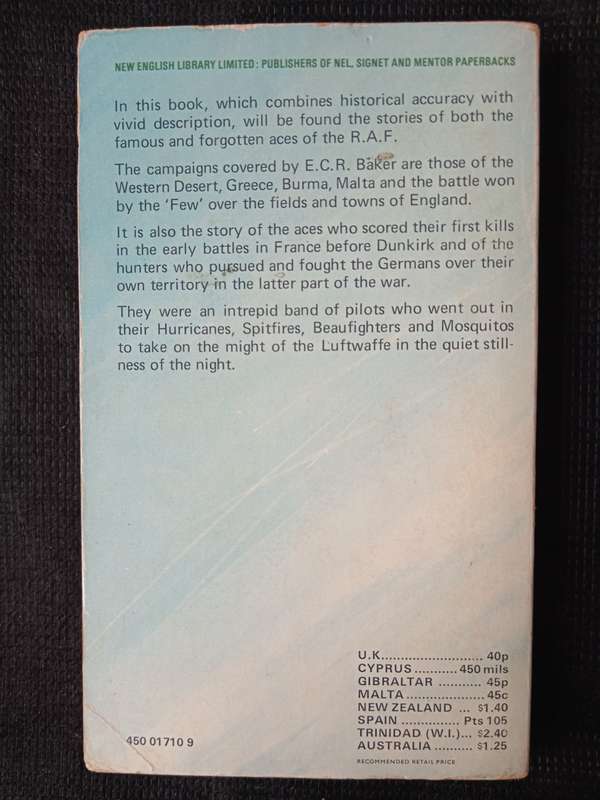 NEW ENGLISH LIBRARY LIMITED: PUBLISHERS OF NEL, SIGNET AND MENTOR PAPERBACKS
In this book, which combines historical accuracy with
vivid description, will be found the stories of both the
famous and forgotten aces of the R.A.F.
The campaigns covered by E.C.R. Baker are those of the
Western Desert, Greece, Burma, Malta and the battle won
by the 'Few' over the fields and towns of England.
It is also the story of the aces who scored their first kills
in the early battles in France before Dunkirk and of the
hunters who pursued and fought the Germans over their
own territory in the latter part of the war.
They were an intrepid band of pilots who went out in
their Hurricanes, Spitfires, Beaufighters and Mosquitos
to take on the might of the Luftwaffe in the quiet still-
ness of the night.
U.K.......................... 40p
CYPRUS........... 450 mils
GIBRALTAR ........... 45p
MALTA.................... 45c
NEW ZEALAND ... $1.40
SPAIN ............... Pts 105
TRINIDAD (W.I.)... $2.40
AUSTRALIA .......... $1.25
RECOMMENDED RETAIL PRICE
450 01710 9